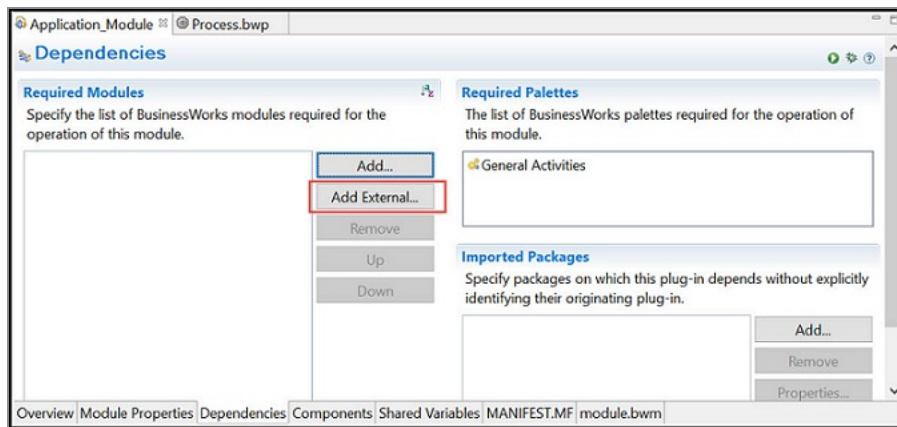 Application_Module
Process.bwp
Dependencies
Required Modules
Specify the list of BusinessWorks modules required for the
operation of this module.
Add...
Add External...
Remove
Up
Down
Required Palettes
The list of BusinessWorks palettes required for the operation of
this module.
General Activities
Imported Packages
Specify packages on which this plug-in depends without explicitly
identifying their originating plug-in.
Add...
Remove
Properties...
Overview Module Properties Dependencies Components Shared Variables MANIFEST.MF module.bwm